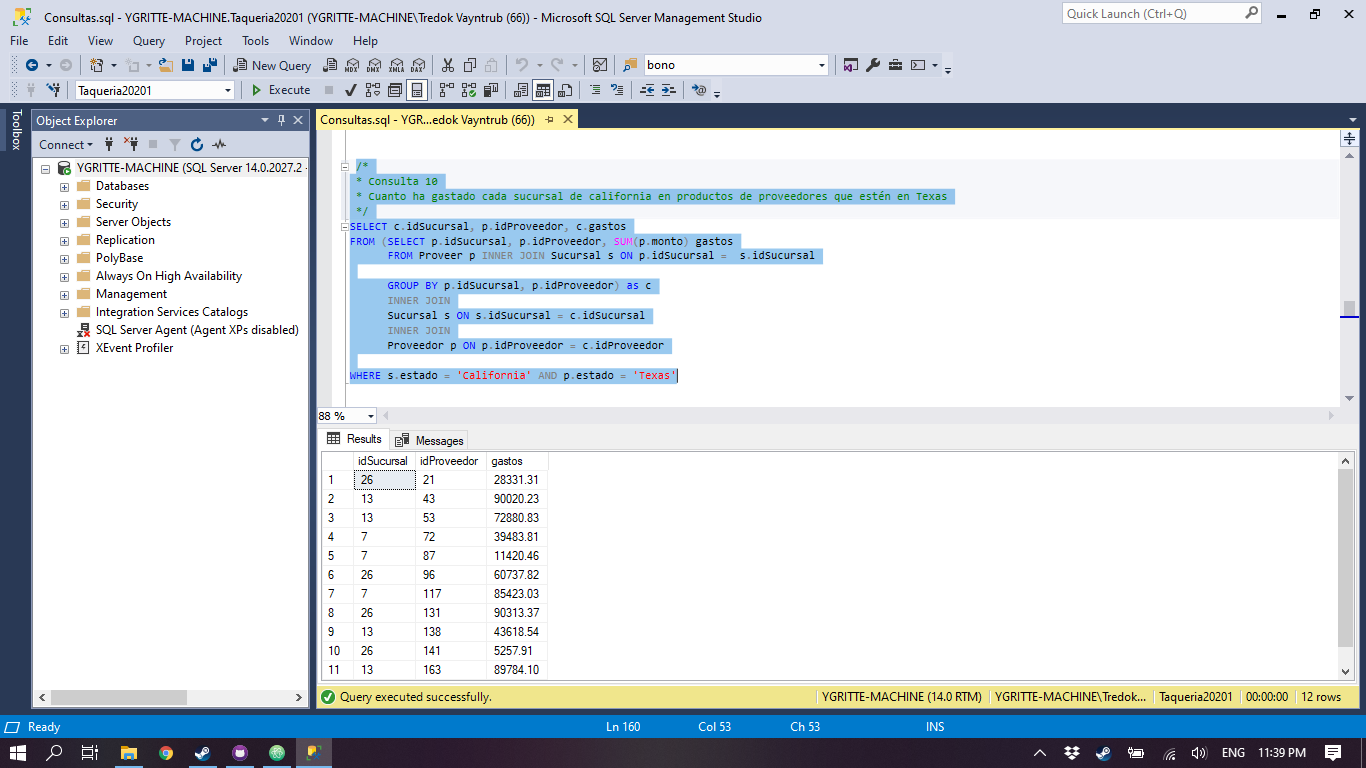 Consultas.sql - YGRITTE-MACHINE.Taqueria20201 (YGRITTE-MACHINE\Tredok Vayntrub (66)) - Microsoft SQL Server Management Studio
Quick Launch (Ctrl+Q)
File Edit View Query Project Tools Window Help
New Query MDX DMX XMLA DAX bono
Taqueria20201 Execute
Toolbox
Object Explorer
Connect
YGRITTE-MACHINE (SQL Server 14.0.2027.2 -
Databases
Security
Server Objects
Replication
PolyBase
Always On High Availability
Management
Integration Services Catalogs
SQL Server Agent (Agent XPs disabled)
XEvent Profiler
Consultas.sql - YGR...edok Vayntrub (66))
/*
* Consulta 10
* Cuanto ha gastado cada sucursal de california en productos de proveedores que estén en Texas
*/
SELECT c.idSucursal, p.idProveedor, c.gastos
FROM (SELECT p.idSucursal, p.idProveedor, SUM(p.monto) gastos
FROM Proveer p INNER JOIN Sucursal s ON p.idSucursal = s.idSucursal
GROUP BY p.idSucursal, p.idProveedor) as c
INNER JOIN
Sucursal s ON s.idSucursal = c.idSucursal
INNER JOIN
Proveedor p ON p.idProveedor = c.idProveedor
WHERE s.estado = 'California' AND p.estado = 'Texas'
88 %
Results Messages
idSucursal idProveedor gastos
1 26 21 28331.31
2 13 43 90020.23
3 13 53 72880.83
4 7 72 39483.81
5 7 87 11420.46
6 26 96 60737.82
7 7 117 85423.03
8 26 131 90313.37
9 13 138 43618.54
10 26 141 5257.91
11 13 163 89784.10
Query executed successfully. YGRITTE-MACHINE (14.0 RTM) YGRITTE-MACHINE\Tredok... Taqueria20201 00:00:00 12 rows
Ready Ln 160 Col 53 Ch 53 INS
ENG 11:39 PM